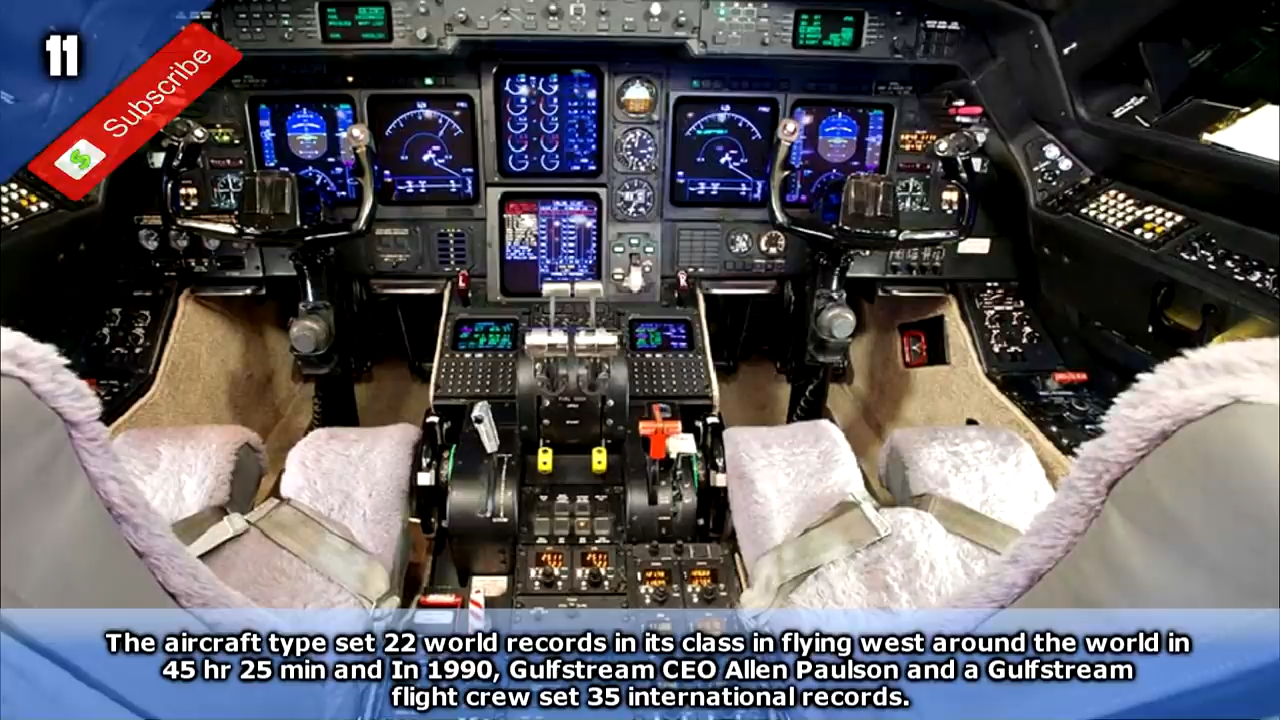 11
Subscribe
The aircraft type set 22 world records in its class in flying west around the world in
45 hr 25 min and In 1990, Gulfstream CEO Allen Paulson and a Gulfstream
flight crew set 35 international records.